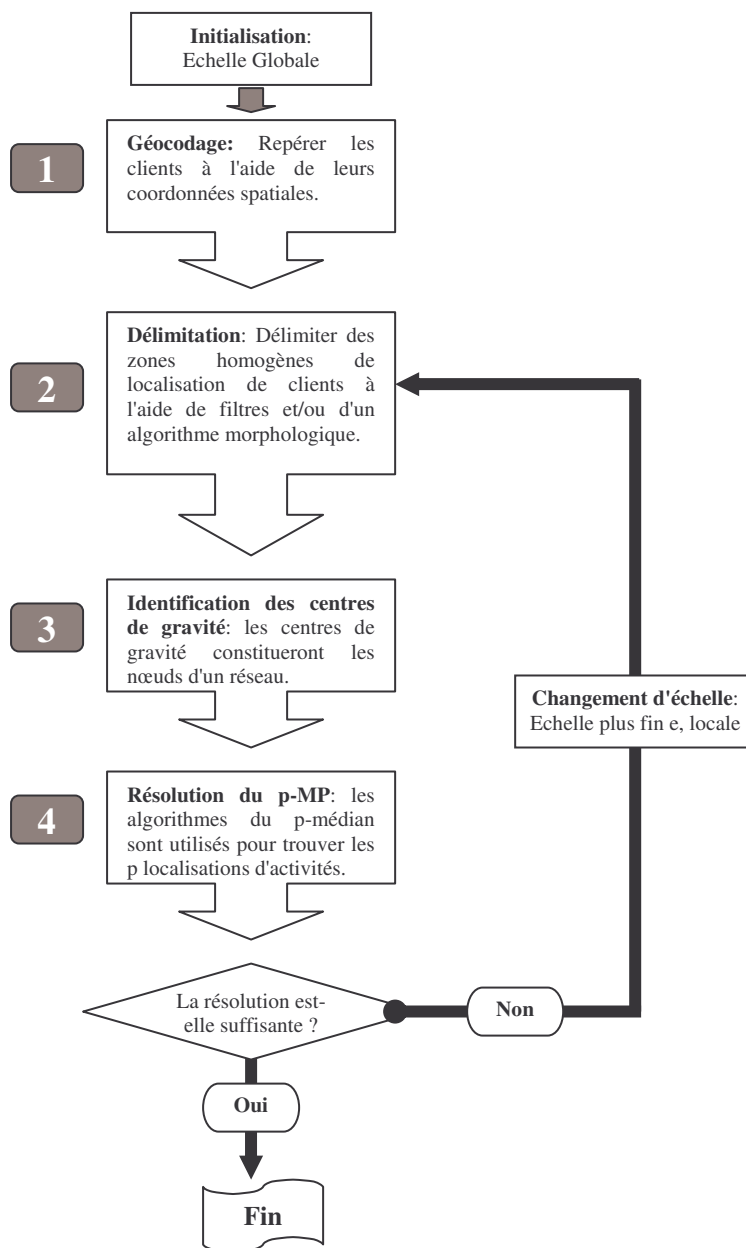 Initialisation:
Echelle Globale
1
Géocodage: Repérer les
clients à l'aide de leurs
coordonnées spatiales.
2
Délimitation: Délimiter des
zones homogènes de
localisation de clients à
l'aide de filtres et/ou d'un
algorithme morphologique.
3
Identification des centres
de gravité: les centres de
gravité constitueront les
nœuds d'un réseau.
Changement d'échelle:
Echelle plus fin e, locale
4
Résolution du p-MP: les
algorithmes du p-médian
sont utilisés pour trouver les
p localisations d'activités.
La résolution est-
elle suffisante ?
Non
Oui
Fin